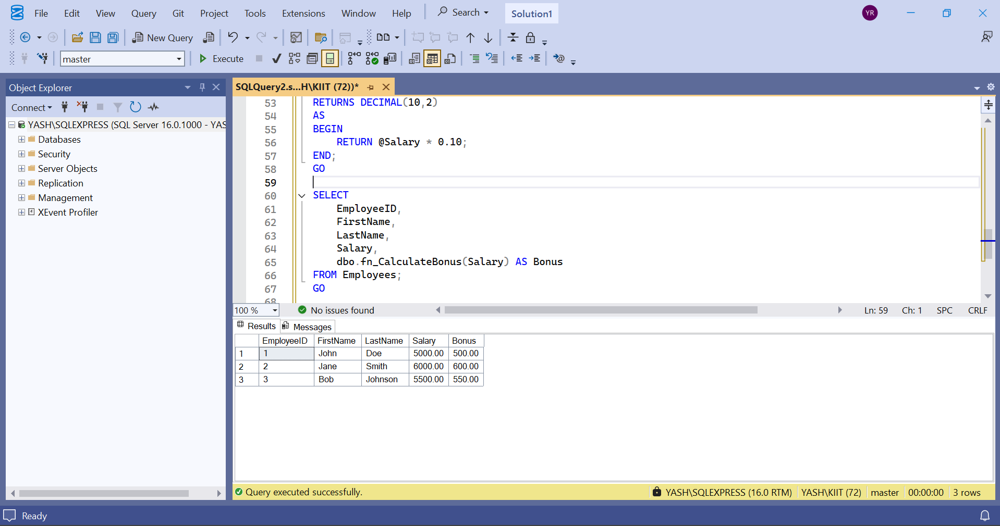 File Edit View Query Git Project Tools Extensions Window Help Search Solution1 YR
New Query
master Execute
Object Explorer
Connect
YASH\SQLEXPRESS (SQL Server 16.0.1000 - YAS
Databases
Security
Server Objects
Replication
Management
XEvent Profiler
SQLQuery2.s...H\KIIT (72))*
53 RETURNS DECIMAL(10,2)
54 AS
55 BEGIN
56 RETURN @Salary * 0.10;
57 END;
58 GO
59
60 SELECT
61 EmployeeID,
62 FirstName,
63 LastName,
64 Salary,
65 dbo.fn_CalculateBonus(Salary) AS Bonus
66 FROM Employees;
67 GO
68
100 % No issues found Ln: 59 Ch: 1 SPC CRLF
Results Messages
EmployeeID FirstName LastName Salary Bonus
1 1 John Doe 5000.00 500.00
2 2 Jane Smith 6000.00 600.00
3 3 Bob Johnson 5500.00 550.00
Query executed successfully. YASH\SQLEXPRESS (16.0 RTM) YASH\KIIT (72) master 00:00:00 3 rows
Ready